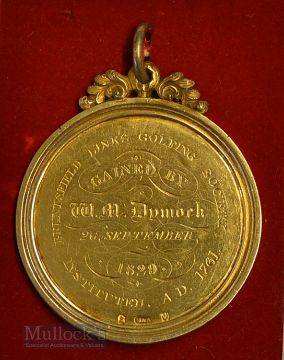 BRUNTSFIELD LINKS GOLFING SOCIETY
GAINED BY
W. M. Dymock
26, SEPTEMBER
1829
INSTITUTED, A.D. 1761.
Mullock's
Specialist Auctioneers & Valuers